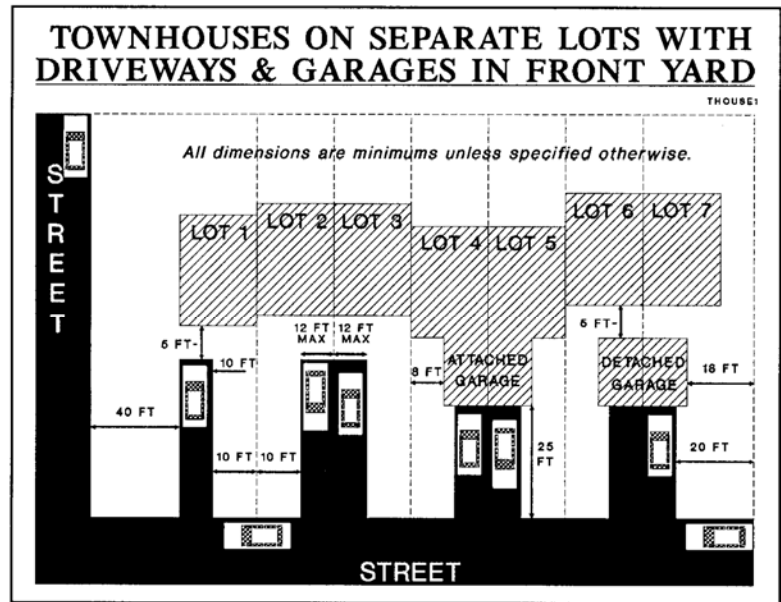 TOWNHOUSES ON SEPARATE LOTS WITH
DRIVEWAYS & GARAGES IN FRONT YARD
THOUSE1
All dimensions are minimums unless specified otherwise.
STREET
LOT 1
LOT 2
LOT 3
LOT 4
LOT 5
LOT 6
LOT 7
5 FT-
10 FT
12 FT
MAX
12 FT
MAX
8 FT
ATTACHED
GARAGE
5 FT-
DETACHED
GARAGE
18 FT
40 FT
10 FT
10 FT
25
FT
20 FT
STREET